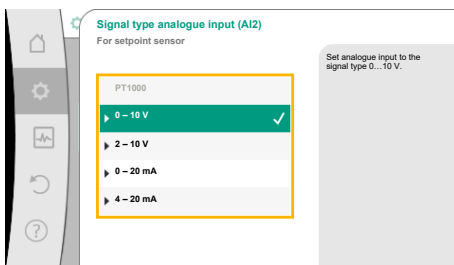 Signal type analogue input (AI2)
For setpoint sensor
Set analogue input to the
signal type 0…10 V.
PT1000
0 – 10 V
2 – 10 V
0 – 20 mA
4 – 20 mA
?